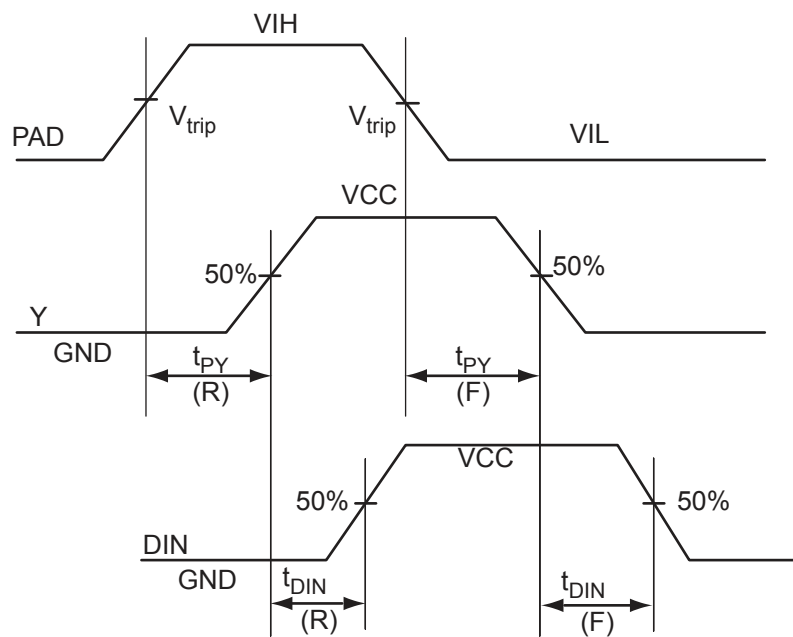 VIH
PAD
V_trip
V_trip
VIL
VCC
50%
50%
Y
GND
t_PY
(R)
t_PY
(F)
VCC
50%
50%
DIN
GND
t_DIN
(R)
t_DIN
(F)